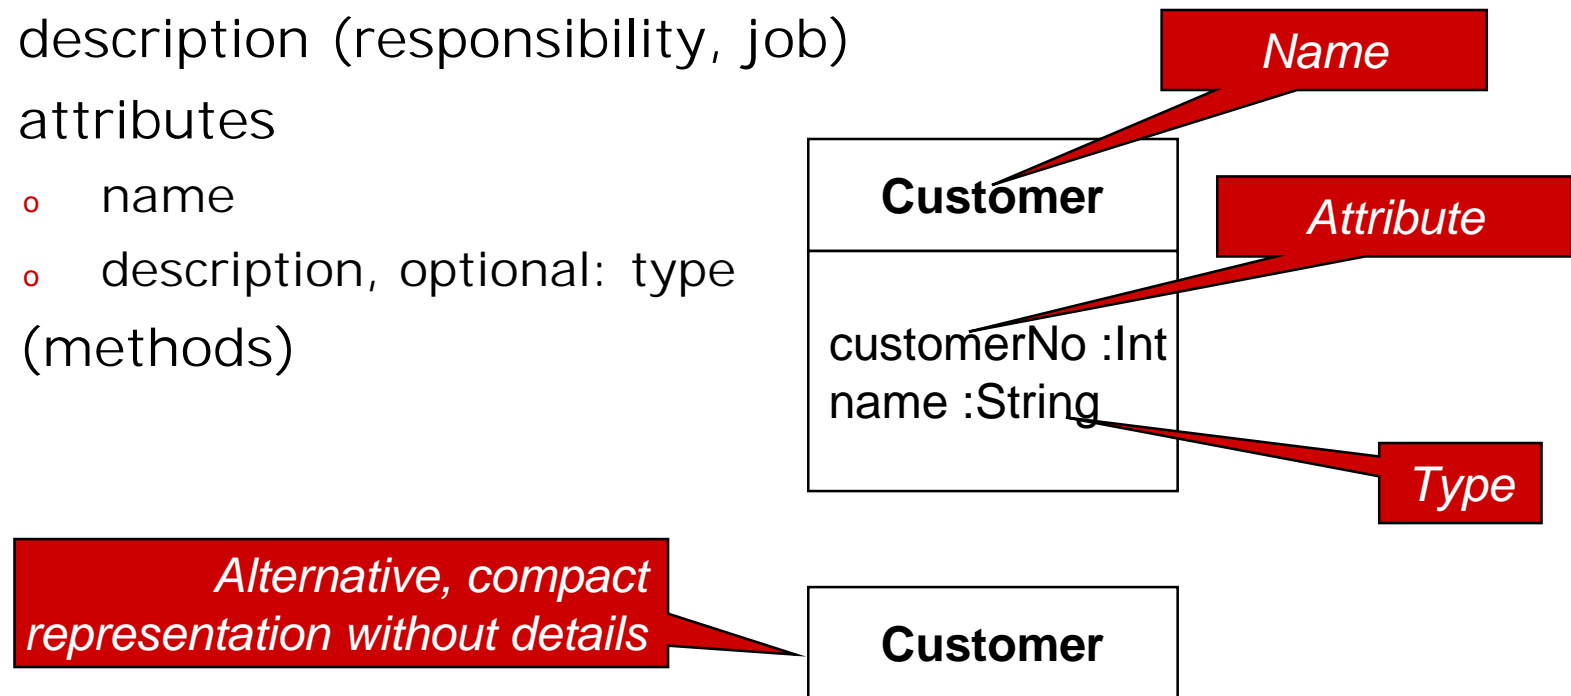 description (responsibility, job)
attributes
o name
o description, optional: type
(methods)
Name
Customer
Attribute
customerNo :Int
name :String
Type
Alternative, compact
representation without details
Customer